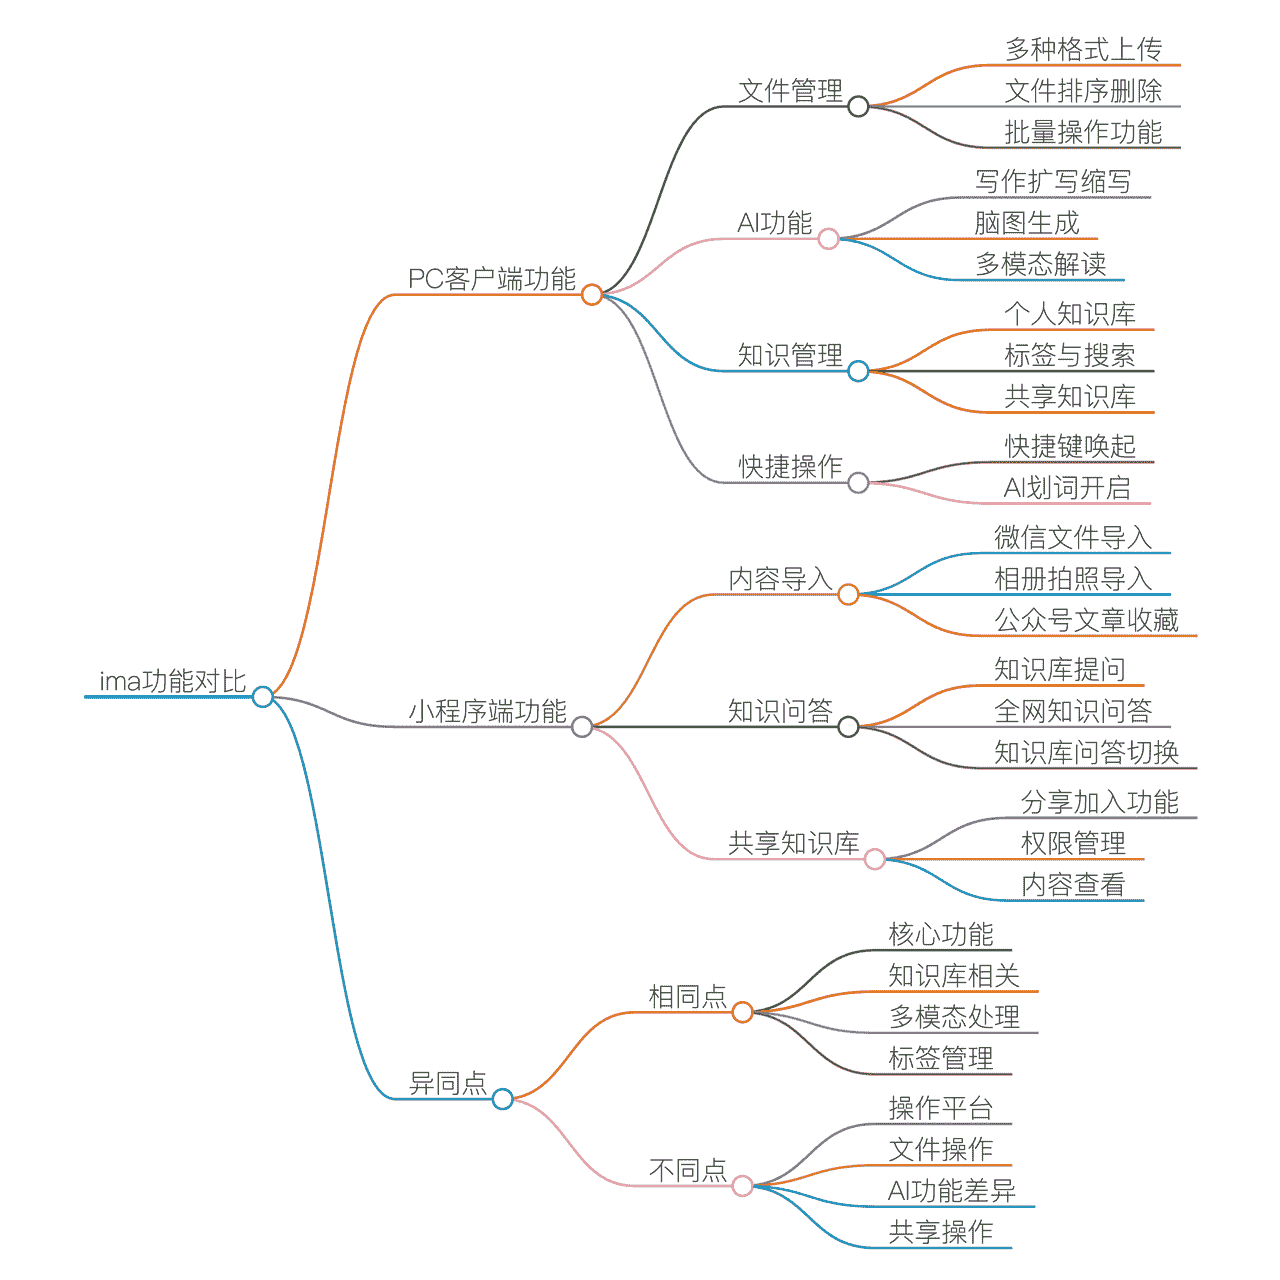 ima功能对比
PC客户端功能
文件管理
多种格式上传
文件排序删除
批量操作功能
AI功能
写作扩写缩写
脑图生成
多模态解读
知识管理
个人知识库
标签与搜索
共享知识库
快捷操作
快捷键唤起
AI划词开启
小程序端功能
内容导入
微信文件导入
相册拍照导入
公众号文章收藏
知识问答
知识库提问
全网知识问答
知识库问答切换
共享知识库
分享加入功能
权限管理
内容查看
异同点
相同点
核心功能
知识库相关
多模态处理
标签管理
不同点
操作平台
文件操作
AI功能差异
共享操作